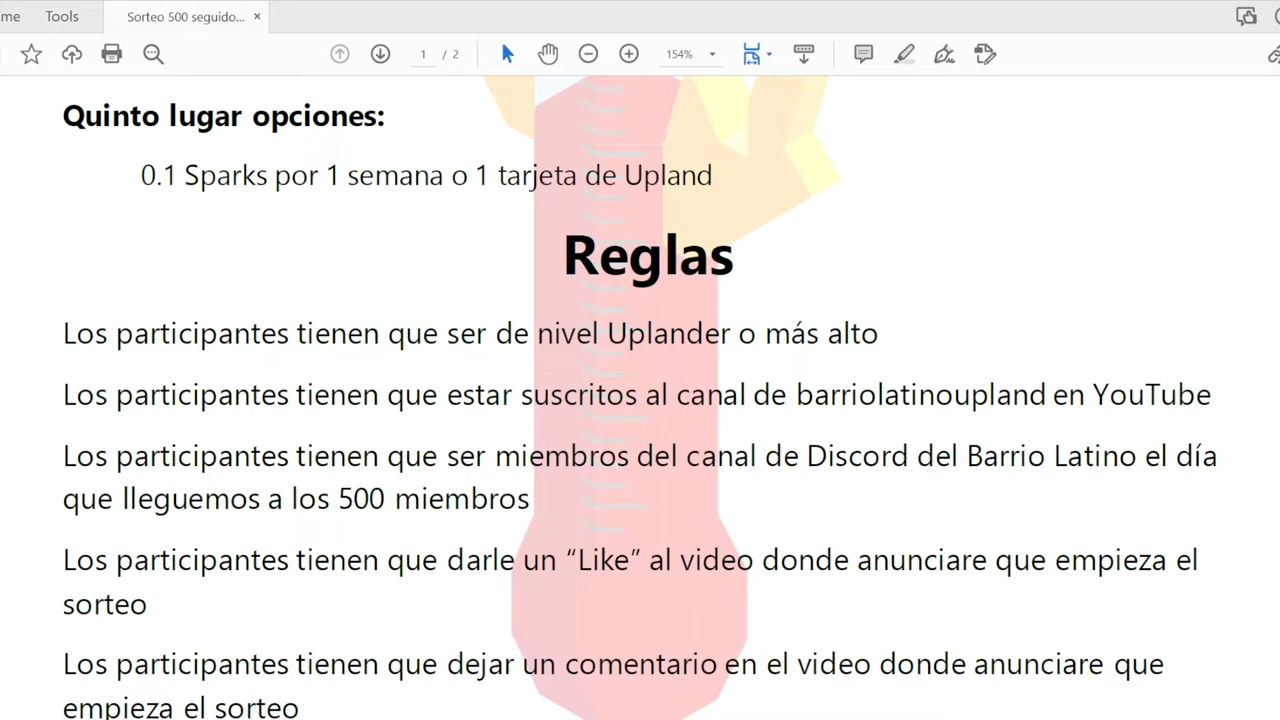 me Tools Sorteo 500 seguido... ×
1 / 2 154%
Quinto lugar opciones:
0.1 Sparks por 1 semana o 1 tarjeta de Upland
Reglas
Los participantes tienen que ser de nivel Uplander o más alto
Los participantes tienen que estar suscritos al canal de barriolatinoupland en YouTube
Los participantes tienen que ser miembros del canal de Discord del Barrio Latino el día
que lleguemos a los 500 miembros
Los participantes tienen que darle un “Like” al video donde anunciare que empieza el
sorteo
Los participantes tienen que dejar un comentario en el video donde anunciare que
empieza el sorteo